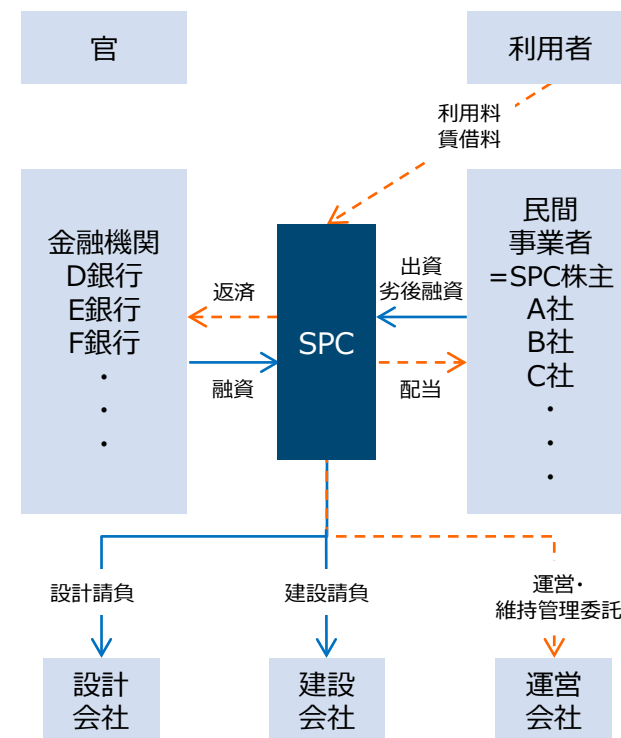 官
利用者
利用料
賃借料
金融機関
D銀行
E銀行
F銀行
・
・
・
返済
融資
SPC
出資
劣後融資
配当
民間
事業者
=SPC株主
A社
B社
C社
・
・
・
設計請負
建設請負
運営・
維持管理委託
設計
会社
建設
会社
運営
会社